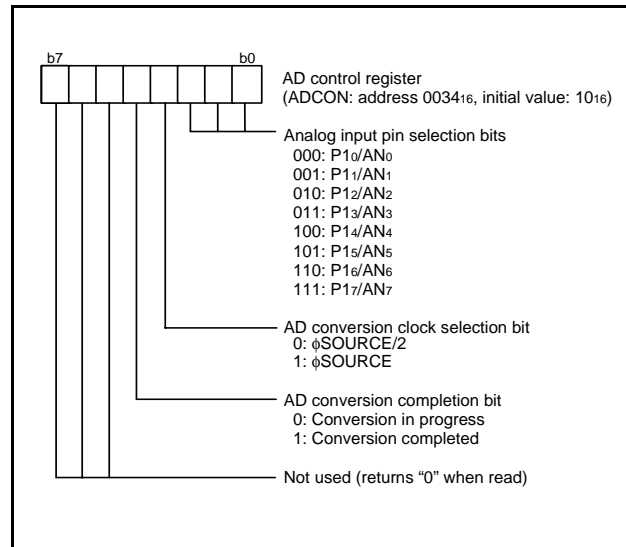 b7 b0
AD control register
(ADCON: address 0034₁₆, initial value: 10₁₆)
Analog input pin selection bits
000: P1₀/AN₀
001: P1₁/AN₁
010: P1₂/AN₂
011: P1₃/AN₃
100: P1₄/AN₄
101: P1₅/AN₅
110: P1₆/AN₆
111: P1₇/AN₇
AD conversion clock selection bit
0: ϕSOURCE/2
1: ϕSOURCE
AD conversion completion bit
0: Conversion in progress
1: Conversion completed
Not used (returns “0” when read)